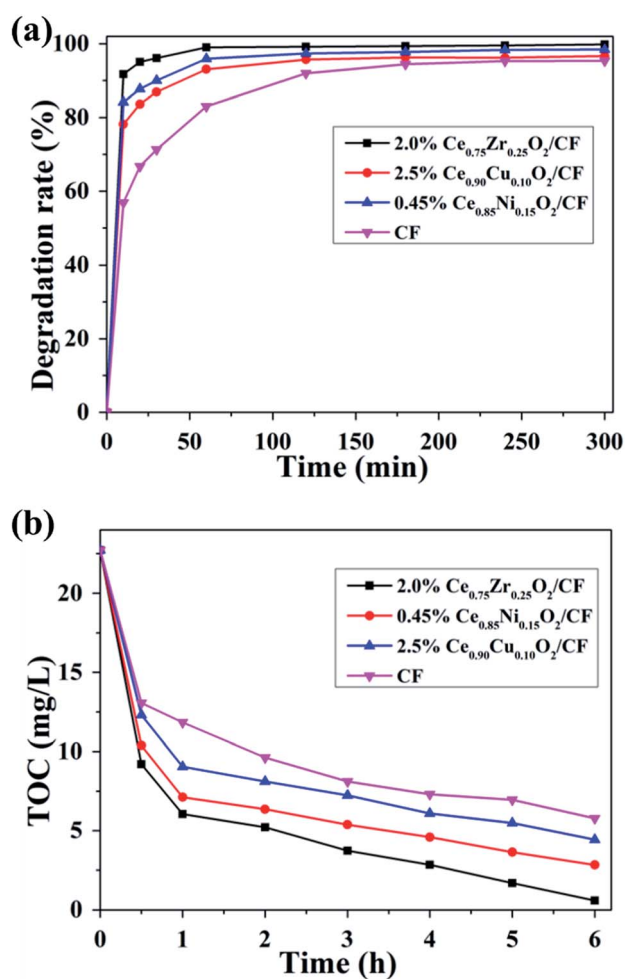 (a)
100
80
60
40
20
0
Degradation rate (%)
2.0% Ce0.75Zr0.25O2/CF
2.5% Ce0.90Cu0.10O2/CF
0.45% Ce0.85Ni0.15O2/CF
CF
0 50 100 150 200 250 300
Time (min)
(b)
20
15
10
5
0
TOC (mg/L)
2.0% Ce0.75Zr0.25O2/CF
0.45% Ce0.85Ni0.15O2/CF
2.5% Ce0.90Cu0.10O2/CF
CF
0 1 2 3 4 5 6
Time (h)